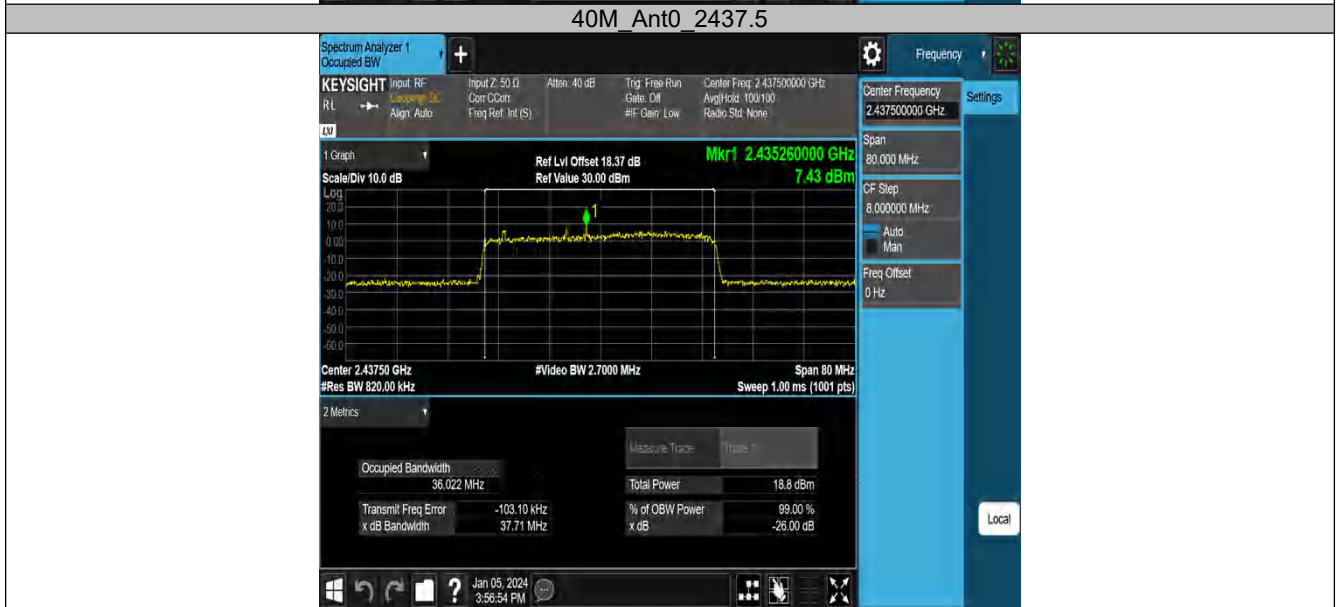 40M_Ant0_2437.5
Spectrum Analyzer 1
Occupied BW
+
Frequency
KEYSIGHT
Input: RF
Coupling: DC
Align: Auto
RL
LXI
Input Z: 50 Ω
Corr CCorr
Freq Ref: Int (S)
Atten: 40 dB
Trig: Free Run
Gate: Off
#IF Gain: Low
Center Freq: 2.437500000 GHz
Avg|Hold: 100/100
Radio Std: None
Center Frequency
2.437500000 GHz
Settings
Span
80.000 MHz
CF Step
8.000000 MHz
Auto
Man
Freq Offset
0 Hz
1 Graph
Scale/Div 10.0 dB
Ref Lvl Offset 18.37 dB
Ref Value 30.00 dBm
Mkr1 2.435260000 GHz
7.43 dBm
Log
20.0
10.0
0.00
-10.0
-20.0
-30.0
-40.0
-50.0
-60.0
1
Center 2.43750 GHz
#Res BW 820.00 kHz
#Video BW 2.7000 MHz
Span 80 MHz
Sweep 1.00 ms (1001 pts)
2 Metrics
Measure Trace
Trace 1
Occupied Bandwidth
36.022 MHz
Total Power 18.8 dBm
Transmit Freq Error -103.10 kHz
% of OBW Power 99.00 %
x dB Bandwidth 37.71 MHz
x dB -26.00 dB
Local
?
Jan 05, 2024
3:56:54 PM